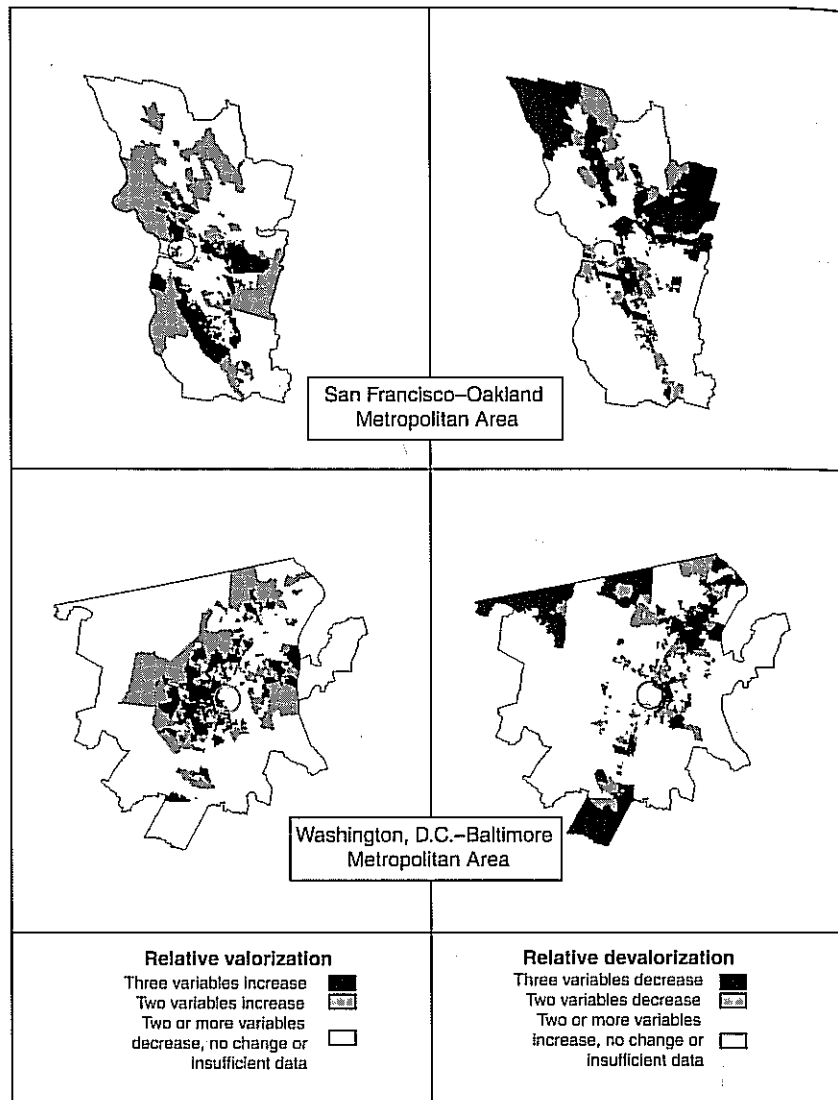 San Francisco–Oakland
Metropolitan Area
Washington, D.C.–Baltimore
Metropolitan Area
Relative valorization
Three variables increase
Two variables increase
Two or more variables
decrease, no change or
insufficient data
Relative devalorization
Three variables decrease
Two variables decrease
Two or more variables
increase, no change or
insufficient data